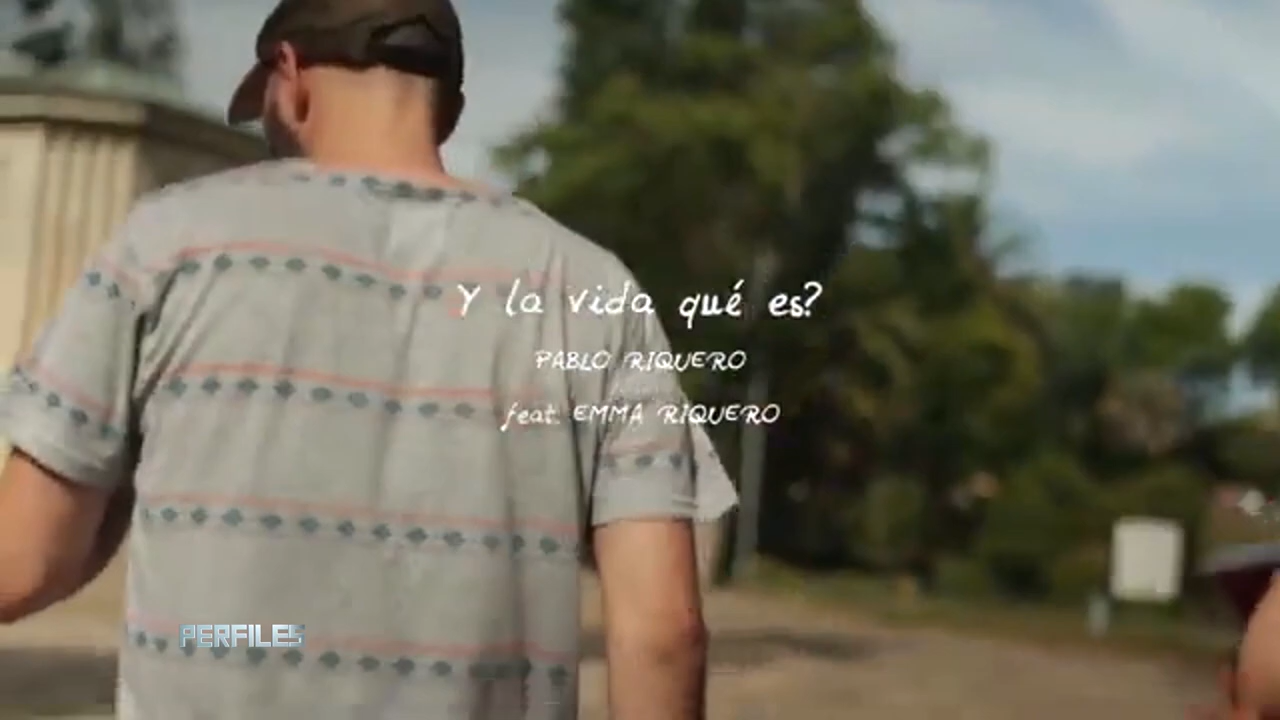 Y la vida qué es?
PABLO RIQUERO
feat. EMMA RIQUERO
PERFILES